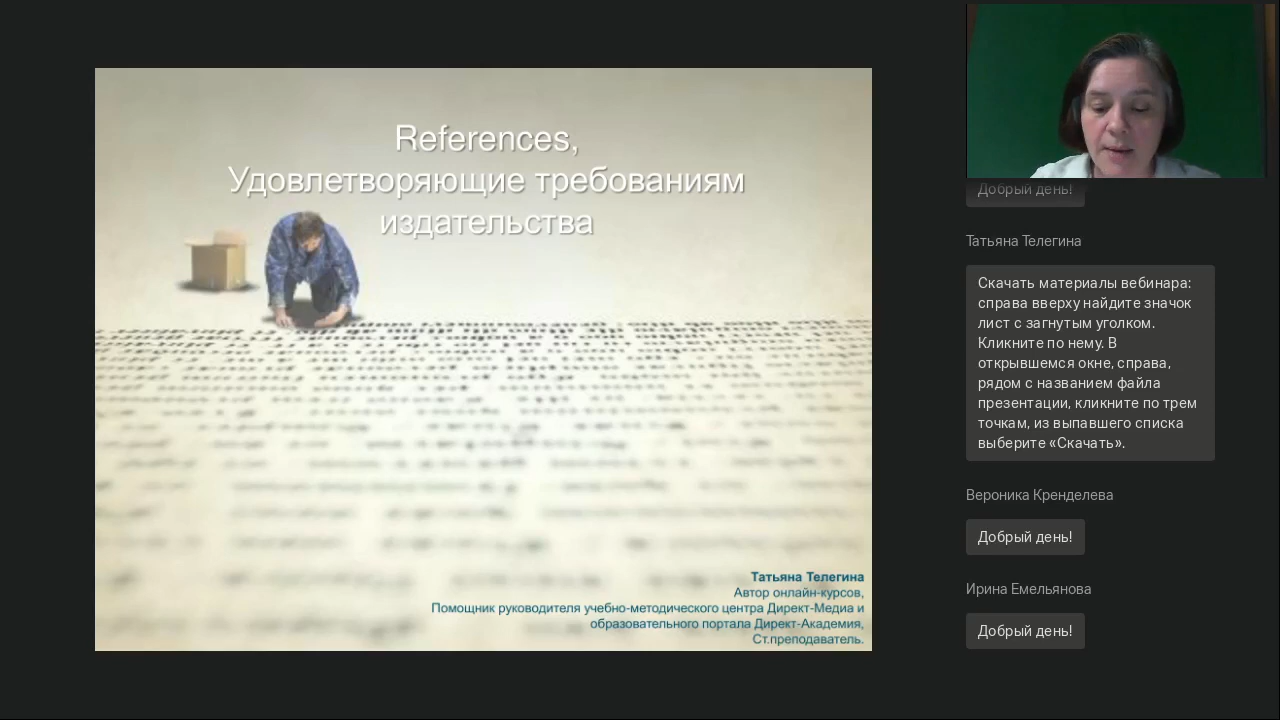 References,
Удовлетворяющие требованиям
издательства
Татьяна Телегина
Автор онлайн-курсов,
Помощник руководителя учебно-методического центра Директ-Медиа и
образовательного портала Директ-Академия,
Ст.преподаватель.
Добрый день!
Татьяна Телегина
Скачать материалы вебинара:
справа вверху найдите значок
лист с загнутым уголком.
Кликните по нему. В
открывшемся окне, справа,
рядом с названием файла
презентации, кликните по трем
точкам, из выпавшего списка
выберите «Скачать».
Вероника Кренделева
Добрый день!
Ирина Емельянова
Добрый день!